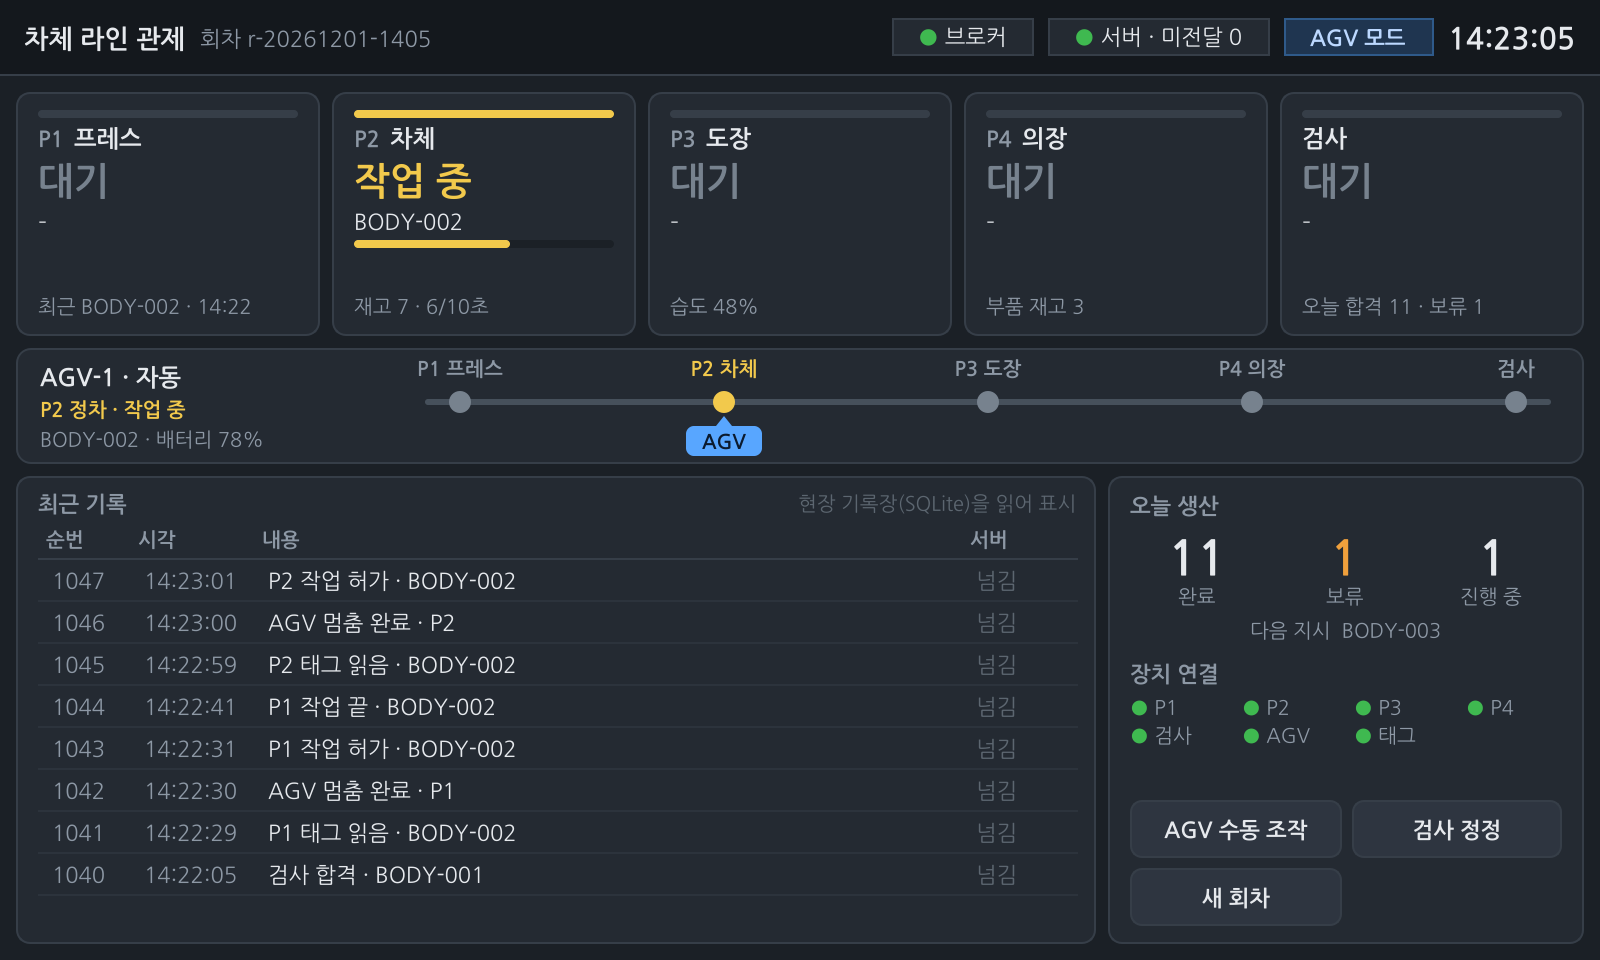 차체 라인 관제 회차 r-20261201-1405 브로커 서버 · 미전달 0 AGV 모드 14:23:05
P1 프레스
대기
-
최근 BODY-002 · 14:22
P2 차체
작업 중
BODY-002
재고 7 · 6/10초
P3 도장
대기
-
습도 48%
P4 의장
대기
-
부품 재고 3
검사
대기
-
오늘 합격 11 · 보류 1
AGV-1 · 자동
P2 정차 · 작업 중
BODY-002 · 배터리 78%
P1 프레스 P2 차체 P3 도장 P4 의장 검사
AGV
최근 기록 현장 기록장(SQLite)을 읽어 표시
순번 시각 내용 서버
1047 14:23:01 P2 작업 허가 · BODY-002 넘김
1046 14:23:00 AGV 멈춤 완료 · P2 넘김
1045 14:22:59 P2 태그 읽음 · BODY-002 넘김
1044 14:22:41 P1 작업 끝 · BODY-002 넘김
1043 14:22:31 P1 작업 허가 · BODY-002 넘김
1042 14:22:30 AGV 멈춤 완료 · P1 넘김
1041 14:22:29 P1 태그 읽음 · BODY-002 넘김
1040 14:22:05 검사 합격 · BODY-001 넘김
오늘 생산
11 1 1
완료 보류 진행 중
다음 지시 BODY-003
장치 연결
P1 P2 P3 P4
검사 AGV 태그
AGV 수동 조작 검사 정정
새 회차